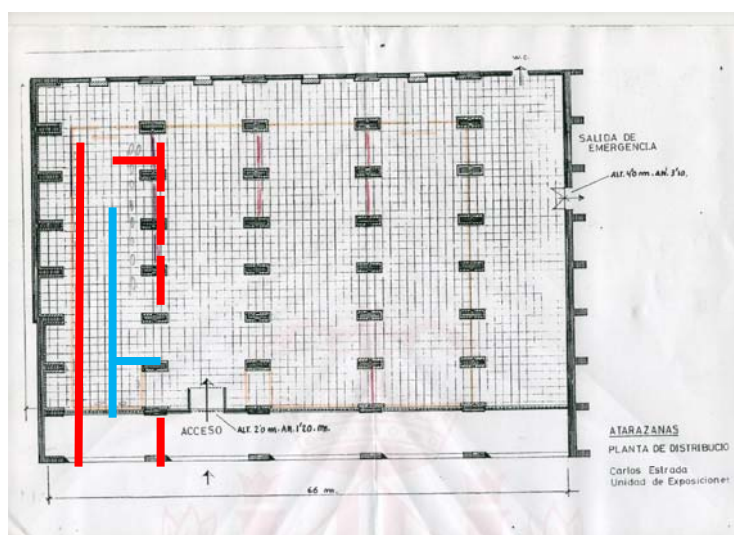 W.C.
SALIDA DE
EMERGENCIA
ALT. 4'0 m. AN. 3'10.
ACCESO
ALT. 2'0 m. AN. 1'20. m.
66 m.
ATARAZANAS
PLANTA DE DISTRIBUCIO
Carlos Estrada
Unidad de Exposiciones